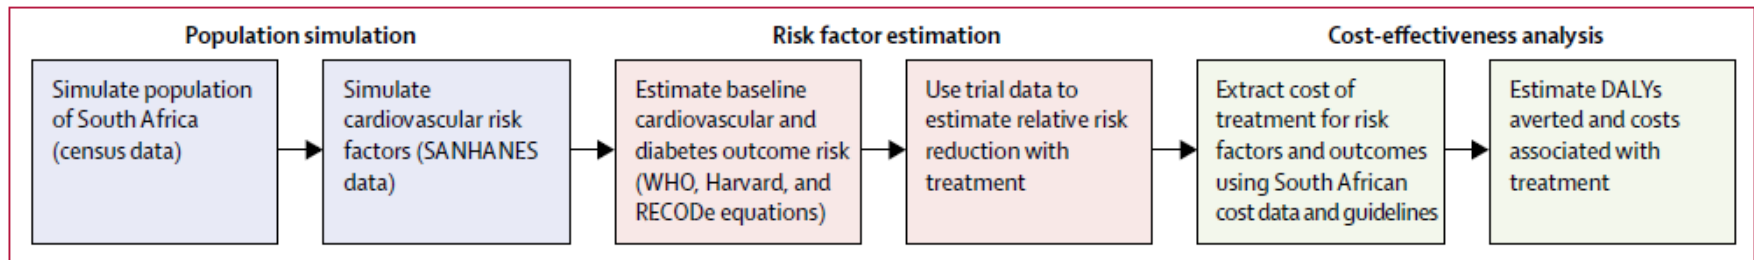 Population simulation
Risk factor estimation
Cost-effectiveness analysis
Simulate population
of South Africa
(census data)
Simulate
cardiovascular risk
factors (SANHANES
data)
Estimate baseline
cardiovascular and
diabetes outcome risk
(WHO, Harvard, and
RECODe equations)
Use trial data to
estimate relative risk
reduction with
treatment
Extract cost of
treatment for risk
factors and outcomes
using South African
cost data and guidelines
Estimate DALYs
averted and costs
associated with
treatment